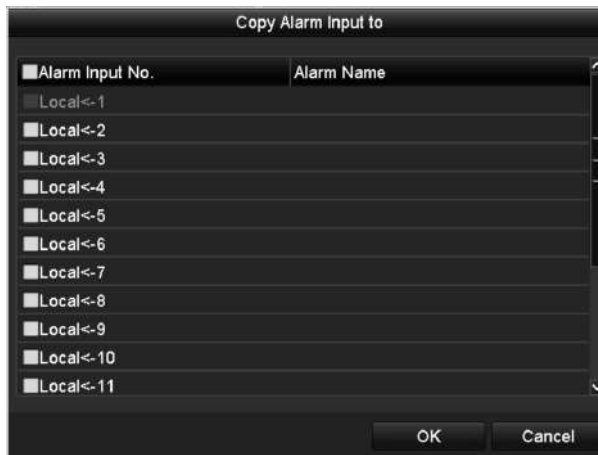 Copy Alarm Input to
Alarm Input No. Alarm Name
Local<-1
Local<-2
Local<-3
Local<-4
Local<-5
Local<-6
Local<-7
Local<-8
Local<-9
Local<-10
Local<-11
OK Cancel